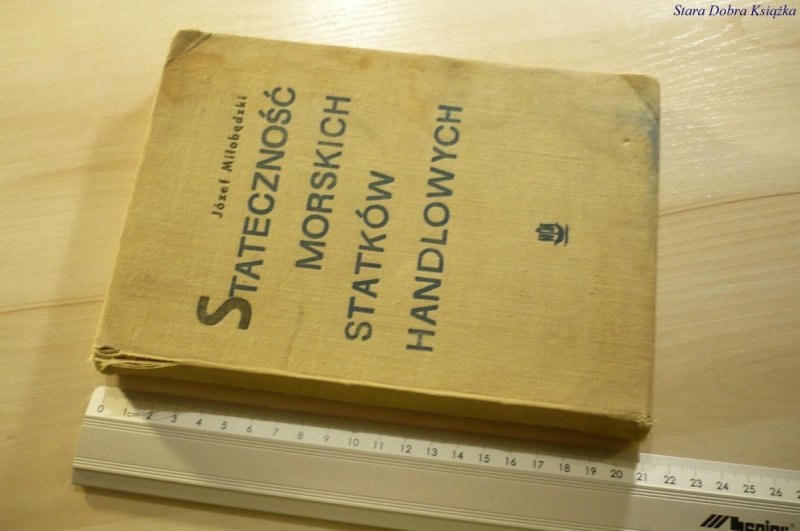 Stara Dobra Książka
Józef Miłobędzki
STATECZNOŚĆ
MORSKICH
STATKÓW
HANDLOWYCH
0 1cm 2 3 4 5 6 7 8 9 10 11 12 13 14 15 16 17 18 19 20 21 22 23 24 25 26